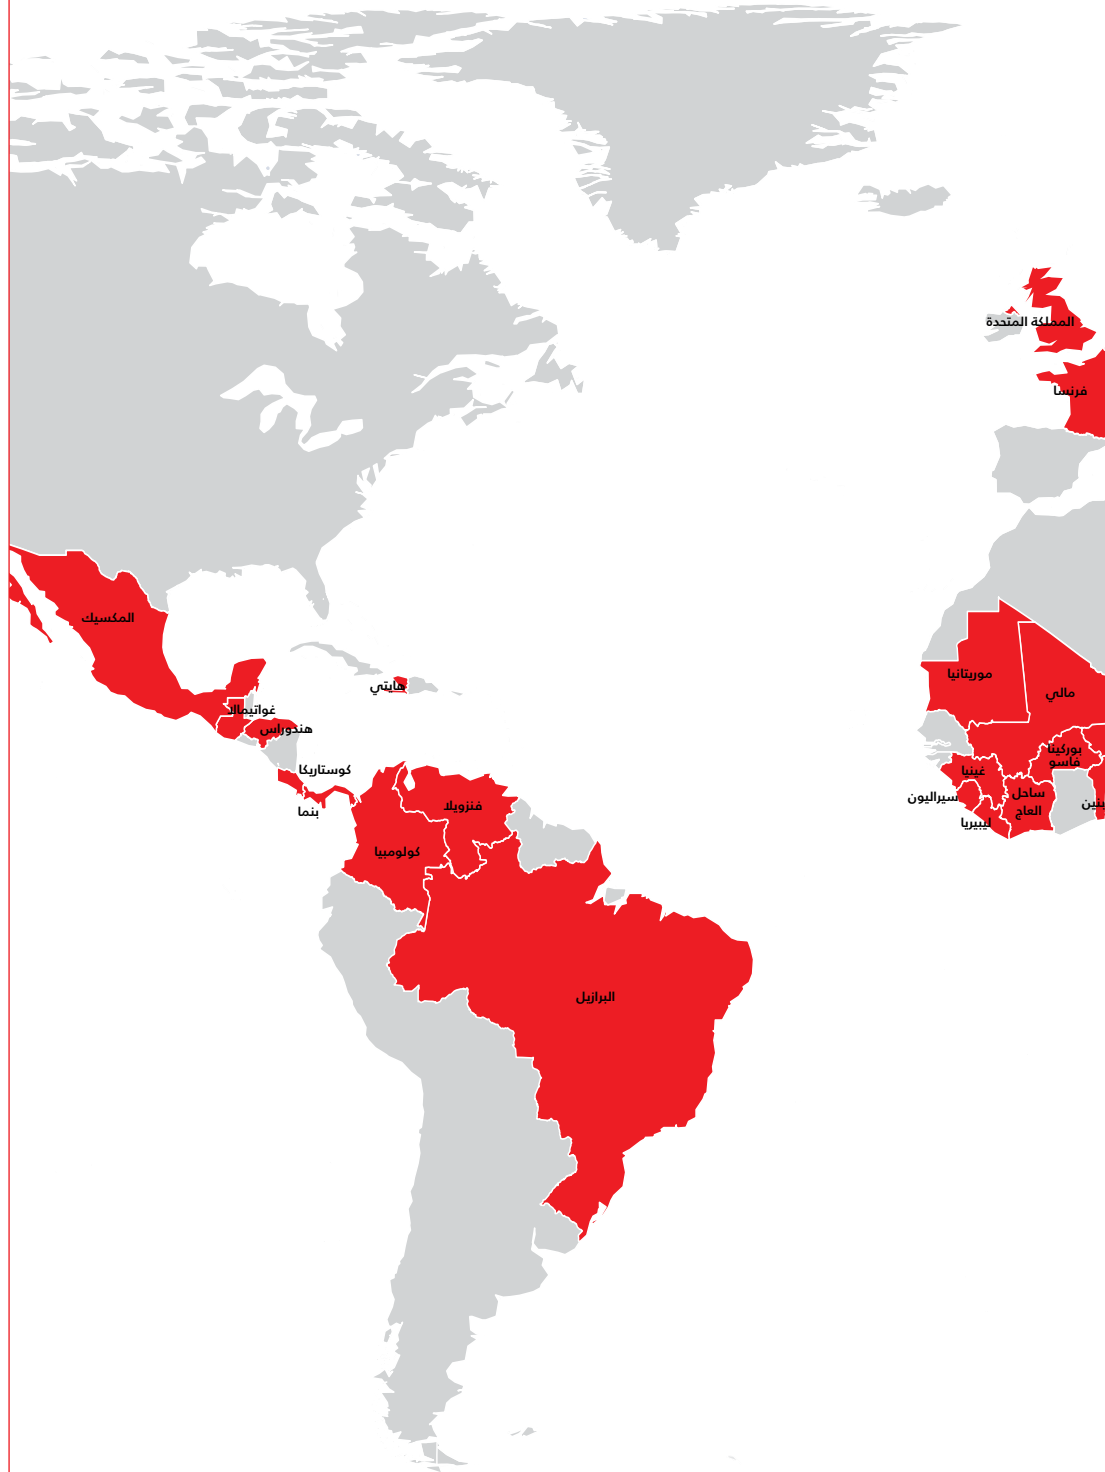 المملكة المتحدة
فرنسا
المكسيك
موريتانيا
هايتي
مالي
غواتيمالا
هندوراس
بوركينا
فاسو
كوستاريكا
غينيا
ساحل
العاج
سيراليون
بنين
فنزويلا
بنما
ليبيريا
كولومبيا
البرازيل